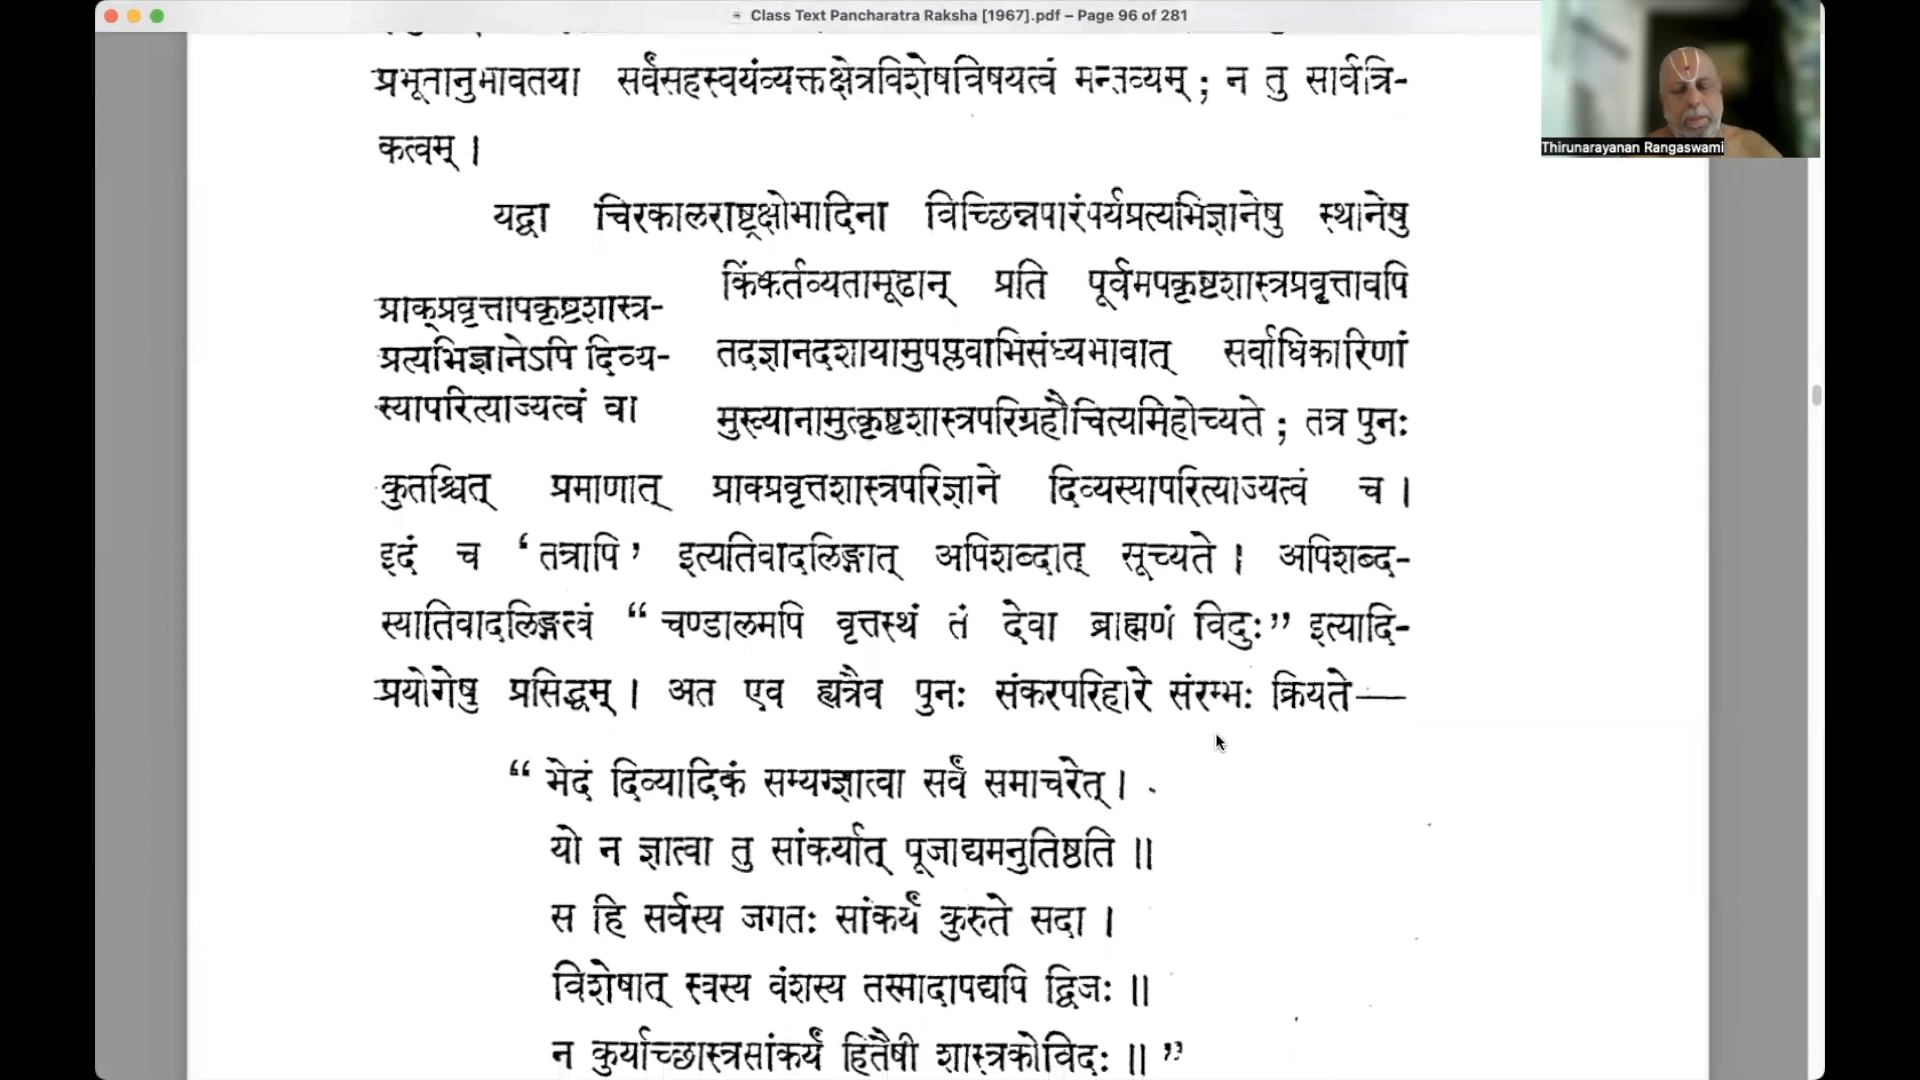 Class Text Pancharatra Raksha [1967].pdf – Page 96 of 281
Thirunarayanan Rangaswami
प्रभूतानुभावतया सर्वंसहस्वयंव्यक्तक्षेत्रविशेषविषयत्वं मन्तव्यम् ; न तु सार्वत्रि-
कत्वम् ।
यद्वा चिरकालराष्ट्रक्षोभादिना विच्छिन्नपारंपर्यप्रत्यभिज्ञानेषु स्थानेषु
किंकर्तव्यतामूढान् प्रति पूर्वमपकृष्टशास्त्रप्रवृत्तावपि
प्राक्प्रवृत्तापकृष्टशास्त्र-
प्रत्यभिज्ञानेऽपि दिव्य-
स्यापरित्याज्यत्वं वा
तदज्ञानदशायामुपप्लवाभिसंध्यभावात् सर्वाधिकारिणां
मुख्यानामुत्कृष्टशास्त्रपरिग्रहौचित्यमिहोच्यते ; तत्र पुनः
कुतश्चित् प्रमाणात् प्राक्प्रवृत्तशास्त्रपरिज्ञाने दिव्यस्यापरित्याज्यत्वं च ।
इदं च ‘ तत्रापि ’ इत्यतिवादलिङ्गात् अपिशब्दात् सूच्यते । अपिशब्द-
स्यातिवादलिङ्गत्वं “ चण्डालमपि वृत्तस्थं तं देवा ब्राह्मणं विदुः ” इत्यादि-
प्रयोगेषु प्रसिद्धम् । अत एव ह्यत्रैव पुनः संकरपरिहारे संरम्भः क्रियते—
“ भेदं दिव्यादिकं सम्यग्ज्ञात्वा सर्वं समाचरेत् ।
यो न ज्ञात्वा तु सांकर्यात् पूजाद्यमनुतिष्ठति ॥
स हि सर्वस्य जगतः सांकर्यं कुरुते सदा ।
विशेषात् स्वस्य वंशस्य तस्मादापद्यपि द्विजः ॥
न कुर्याच्छास्त्रसांकर्यं हितैषी शास्त्रकोविदः ॥ ”